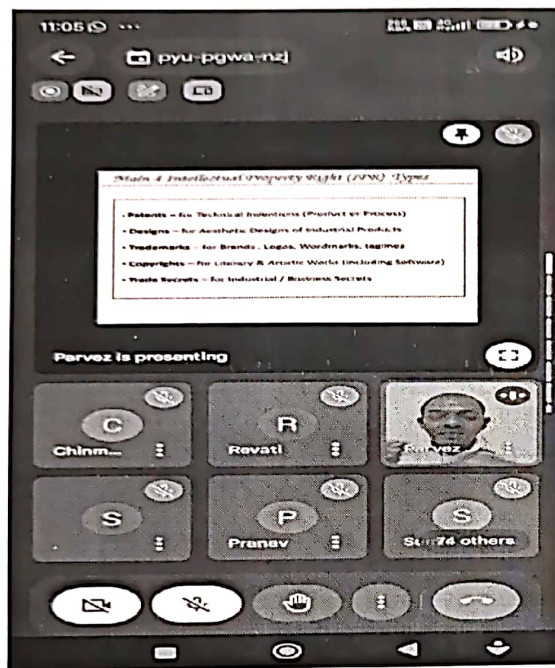 11:05
pyu-pgwa-nzj
Main 4 Intellectual Property Right (IPR) Types
• Patents – for Technical Inventions (Product or Process)
• Designs – for Aesthetic Designs of Industrial Products
• Trademarks – for Brands, Logos, Wordmarks, taglines
• Copyrights – for Literary & Artistic World (including Software)
• Trade Secrets – for Industrial / Business Secrets
Parvez is presenting
C
Chinm...
R
Revati
Parvez
S
P
Pranav
S
74 others